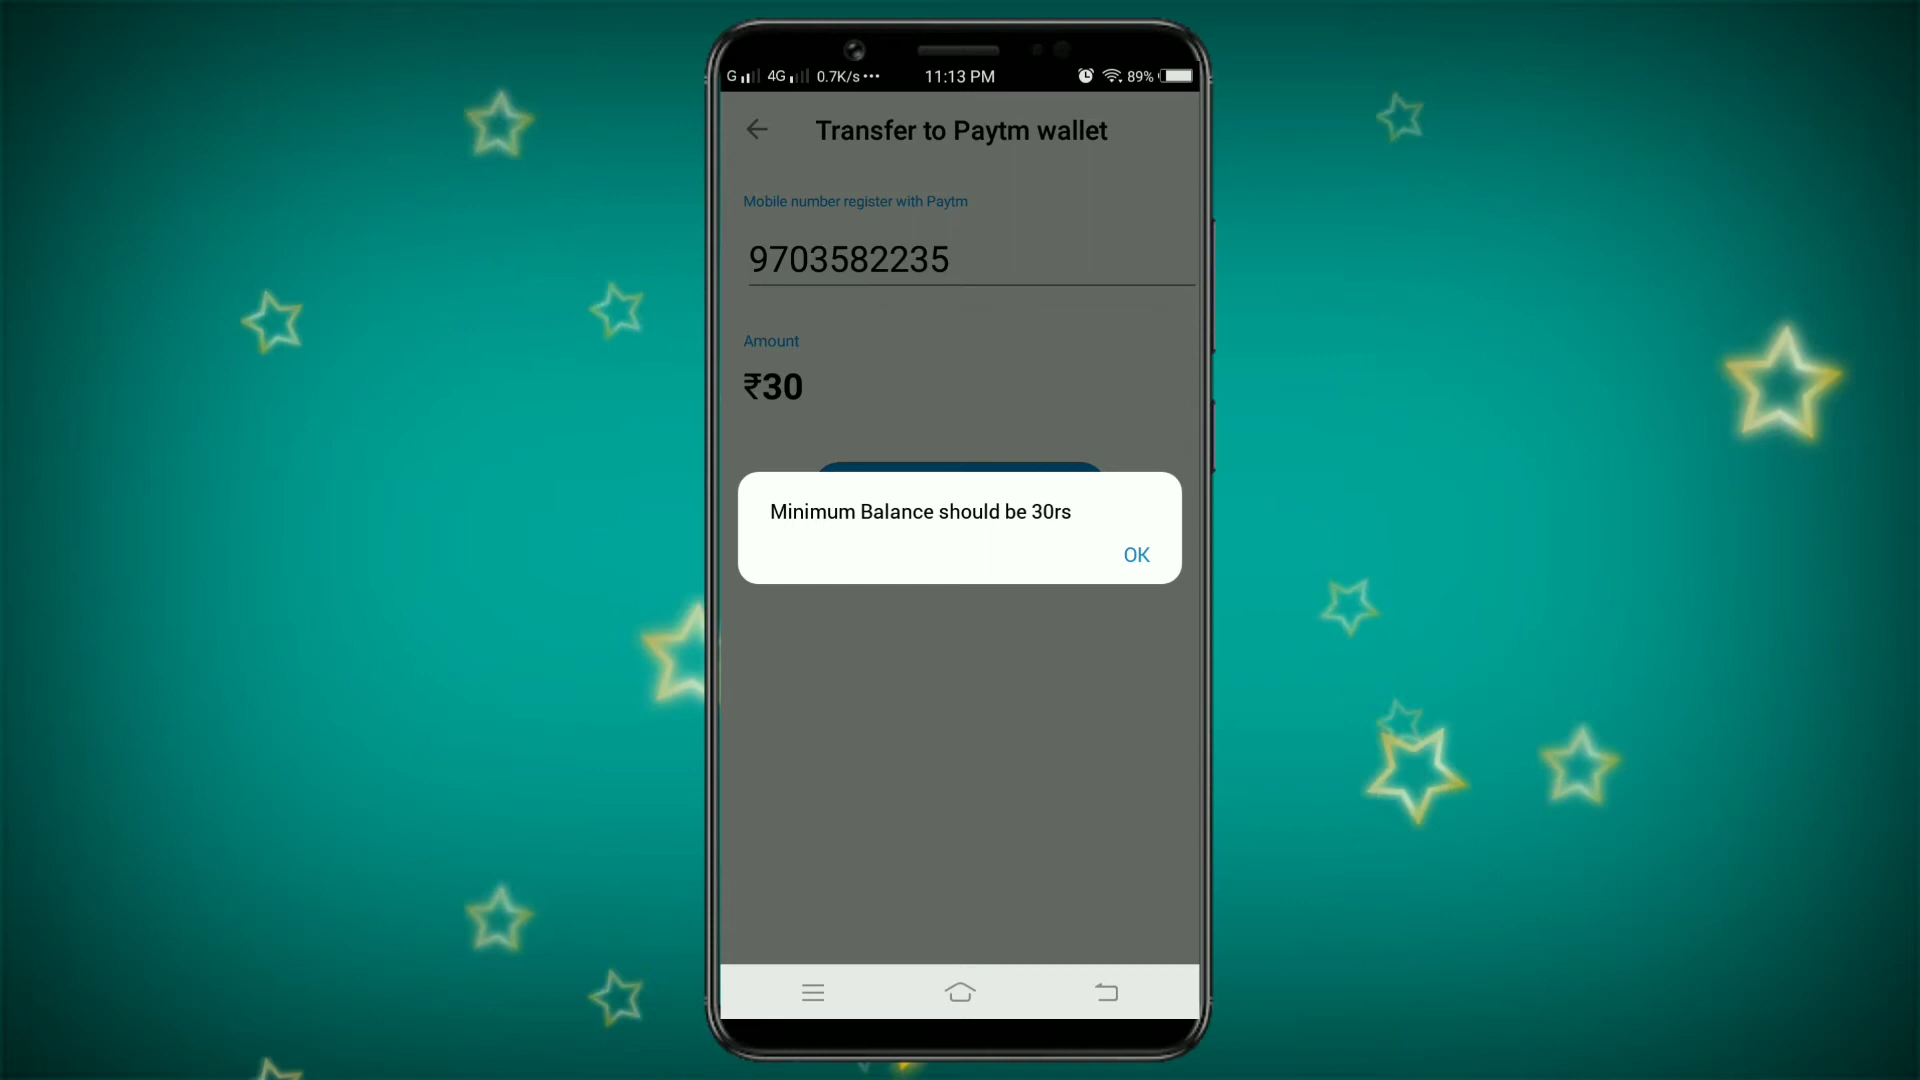 G 4G 0.7K/s ••• 11:13 PM 89%
Transfer to Paytm wallet
Mobile number register with Paytm
9703582235
Amount
₹30
Minimum Balance should be 30rs
OK